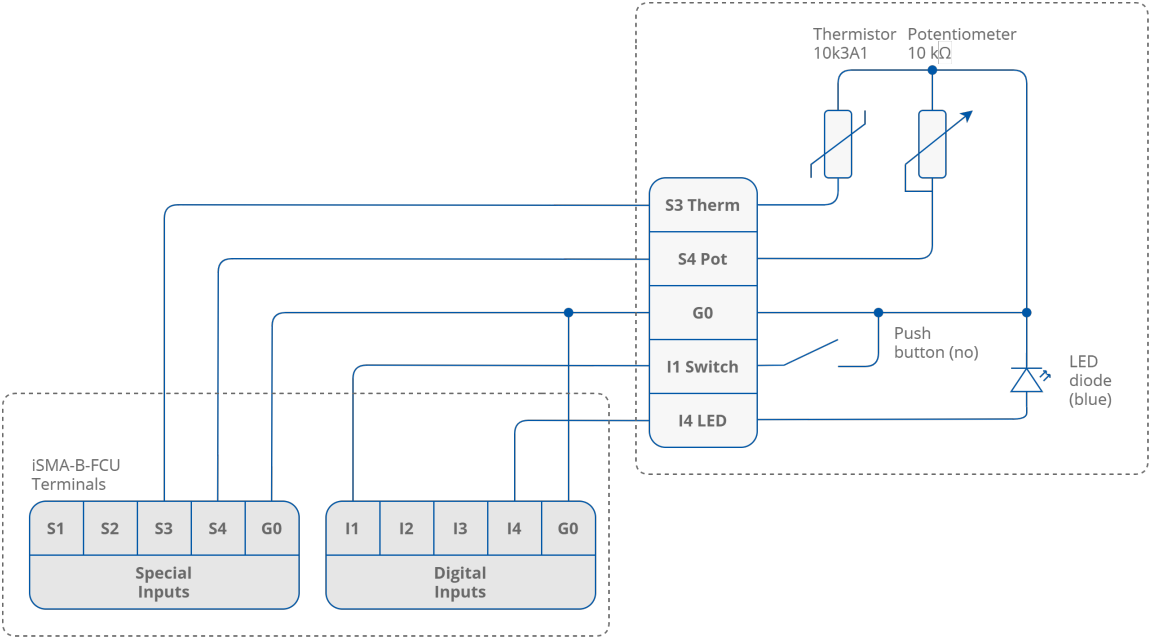 Thermistor
10k3A1
Potentiometer
10 kΩ
S3 Therm
S4 Pot
G0
I1 Switch
I4 LED
Push
button (no)
LED
diode
(blue)
iSMA-B-FCU
Terminals
S1 S2 S3 S4 G0
Special
Inputs
I1 I2 I3 I4 G0
Digital
Inputs